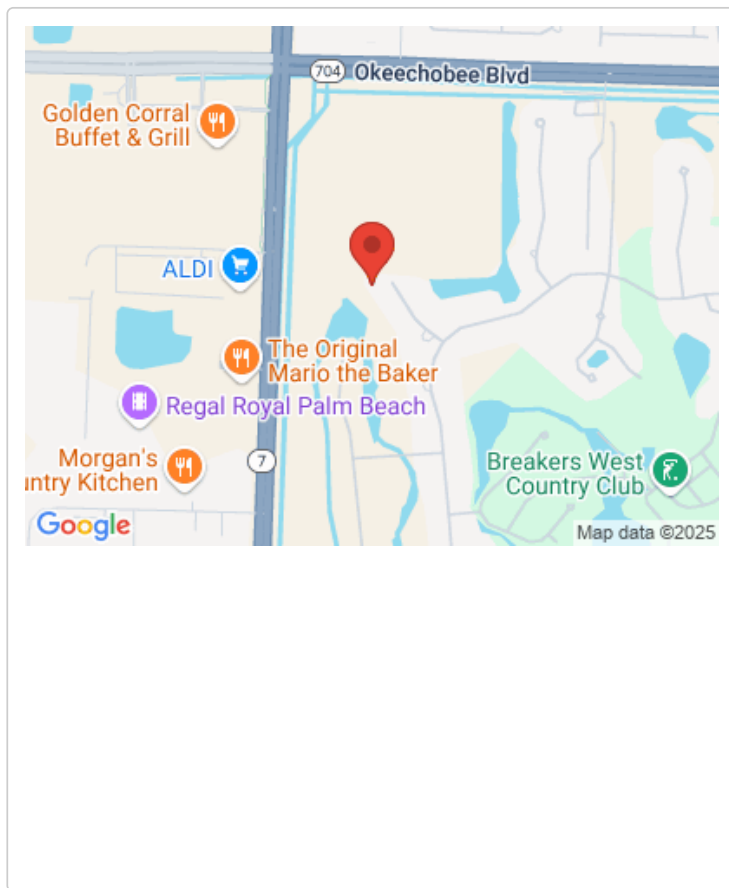 704 Okeechobee Blvd
Golden Corral
Buffet & Grill
ALDI
The Original
Mario the Baker
Regal Royal Palm Beach
Morgan's
untry Kitchen
7
Breakers West
Country Club
Google
Map data ©2025